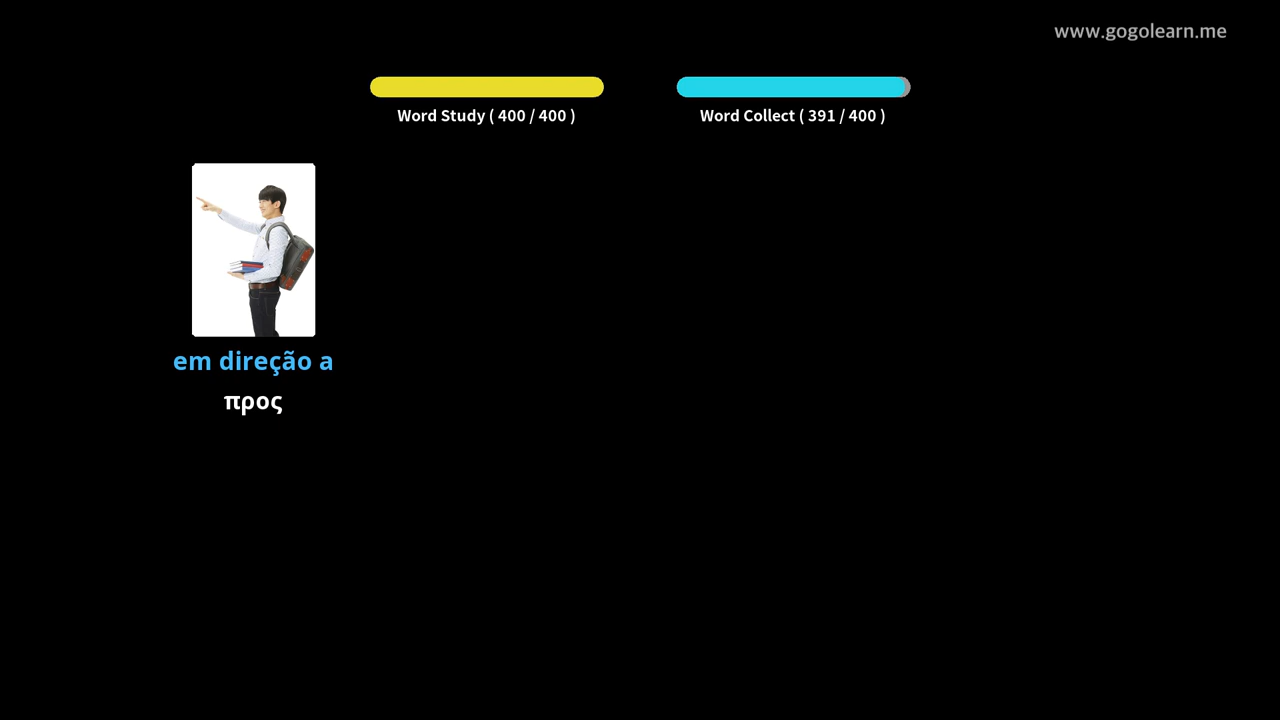 www.gogolearn.me
Word Study ( 400 / 400 )
Word Collect ( 391 / 400 )
em direção a
προς